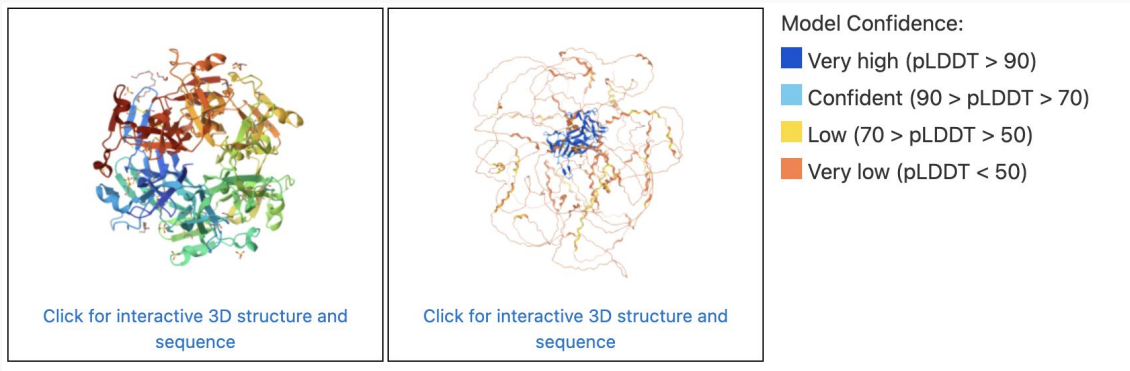 Click for interactive 3D structure and
sequence
Click for interactive 3D structure and
sequence
Model Confidence:
Very high (pLDDT > 90)
Confident (90 > pLDDT > 70)
Low (70 > pLDDT > 50)
Very low (pLDDT < 50)